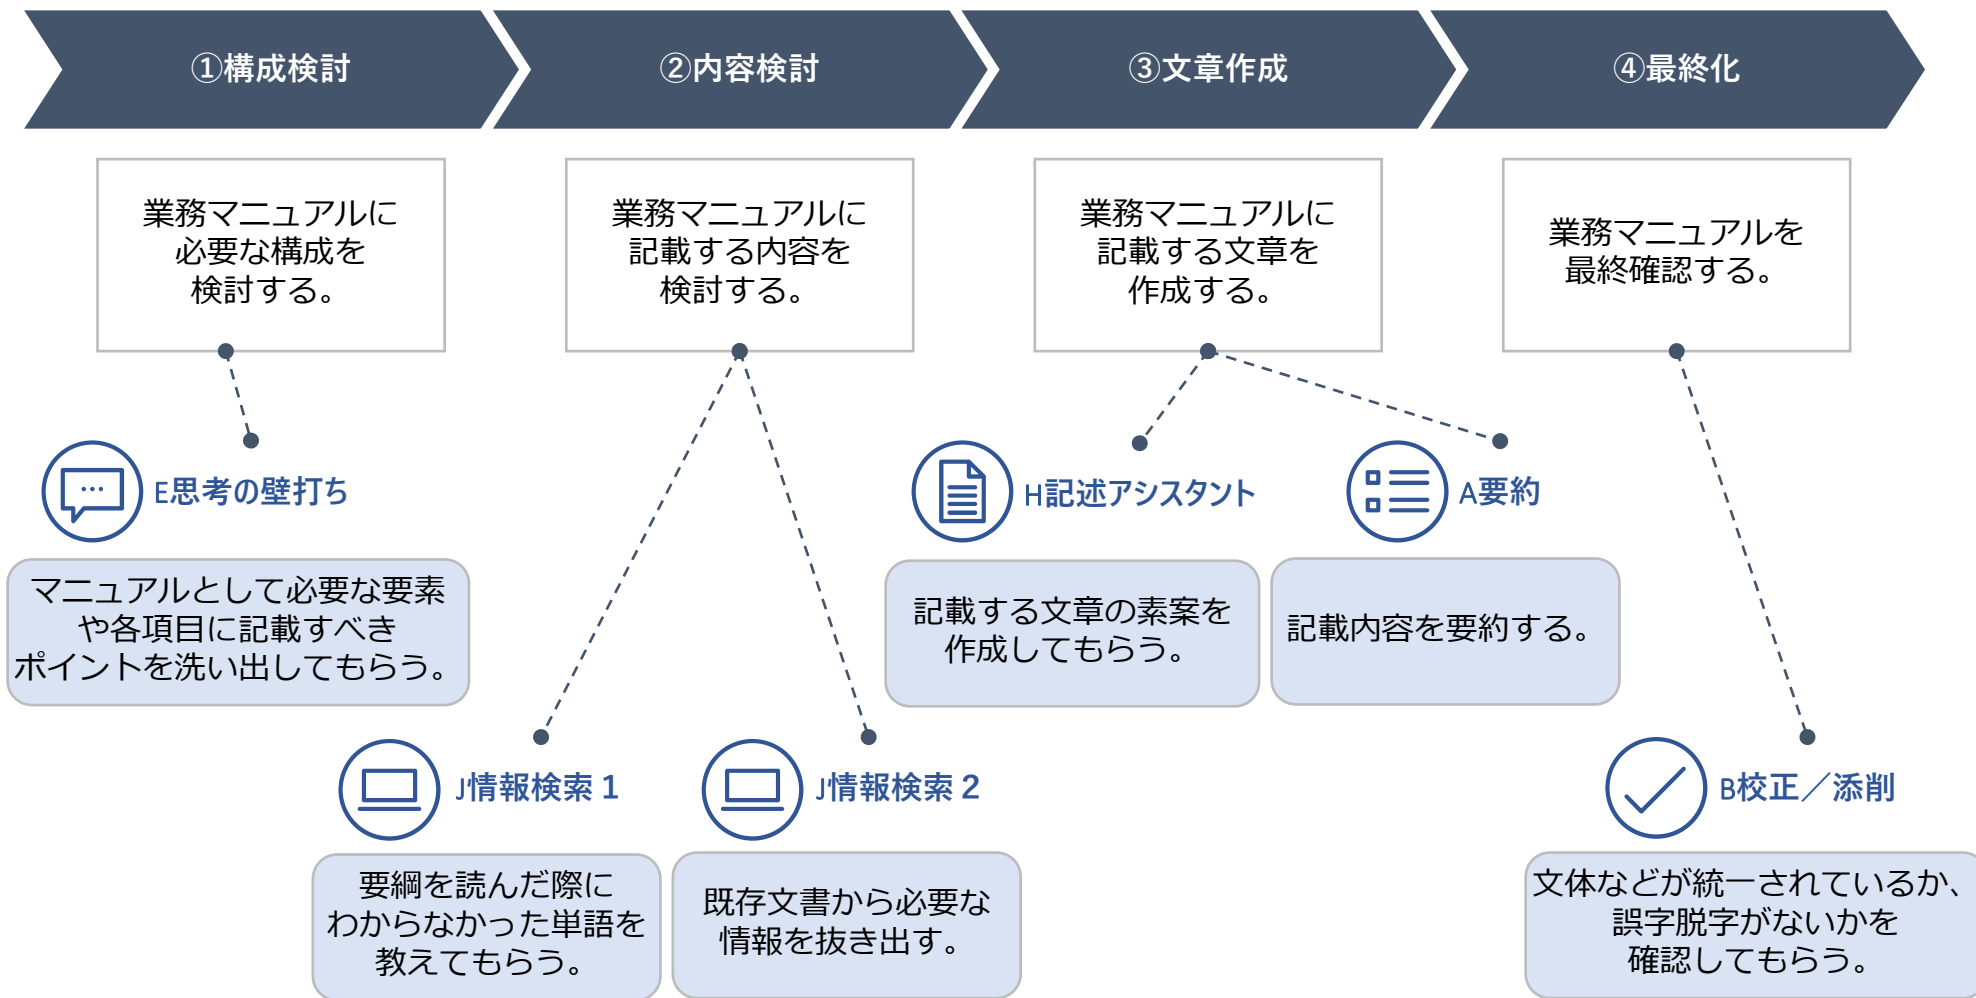 ①構成検討
②内容検討
③文章作成
④最終化
業務マニュアルに
必要な構成を
検討する。
業務マニュアルに
記載する内容を
検討する。
業務マニュアルに
記載する文章を
作成する。
業務マニュアルを
最終確認する。
E思考の壁打ち
マニュアルとして必要な要素
や各項目に記載すべき
ポイントを洗い出してもらう。
H記述アシスタント
記載する文章の素案を
作成してもらう。
A要約
記載内容を要約する。
J情報検索１
要綱を読んだ際に
わからなかった単語を
教えてもらう。
J情報検索２
既存文書から必要な
情報を抜き出す。
B校正／添削
文体などが統一されているか、
誤字脱字がないかを
確認してもらう。